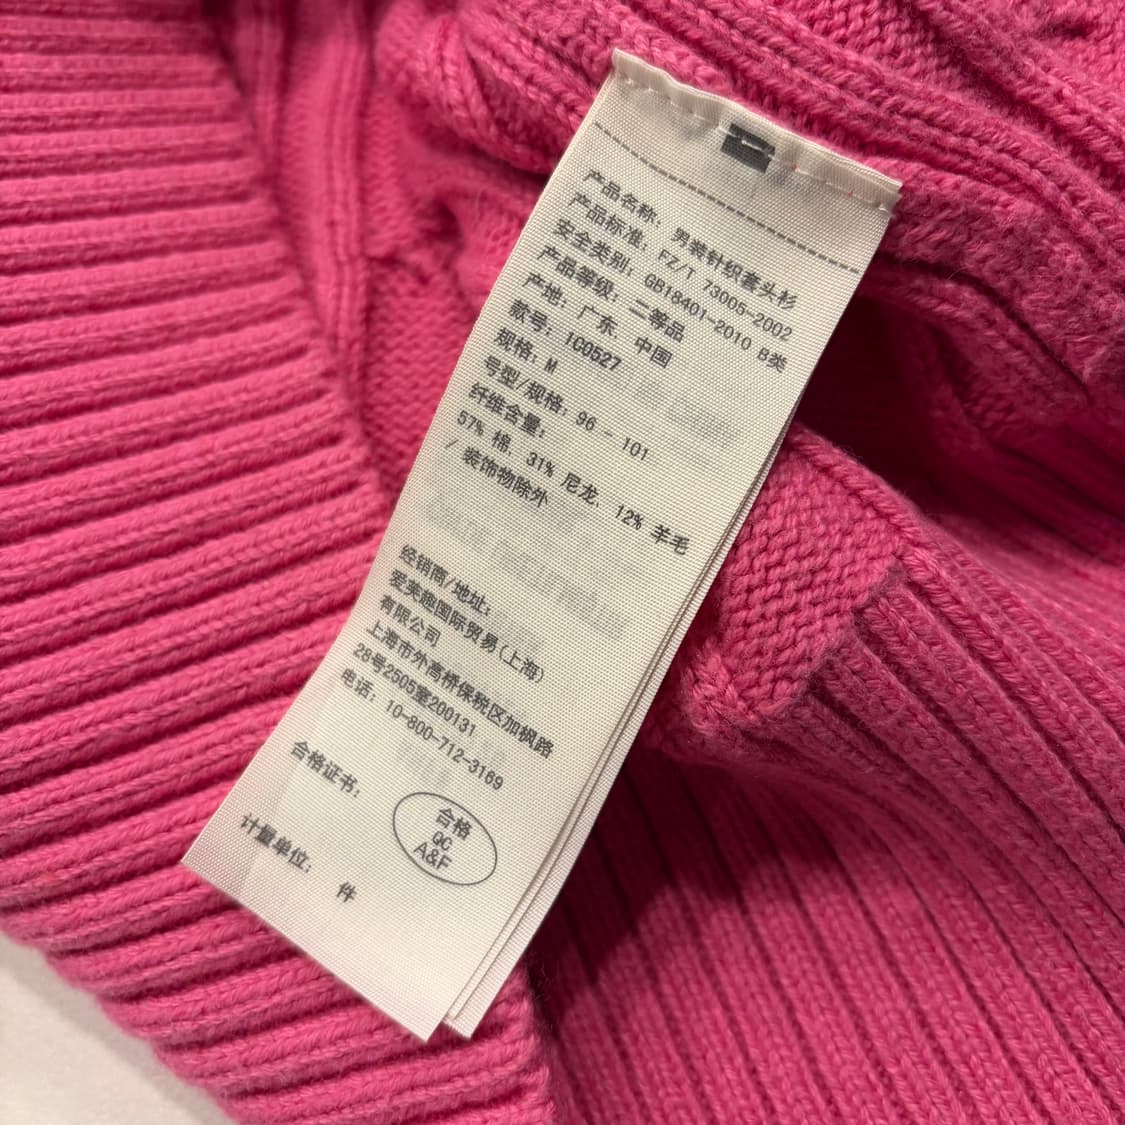 产品名称: 男装针织套头衫
产品标准: FZ/T 73005-2002
安全类别: GB18401-2010 B类
产品等级: 二等品
产地: 广东, 中国
款号: IC0527
规格: M
号型/规格: 96 - 101
纤维含量:
57% 棉, 31% 尼龙, 12% 羊毛
/ 装饰物除外
经销商/地址:
爱芙趣国际贸易(上海)
有限公司
上海市外高桥保税区加枫路
28号2505室200131
电话: 10-800-712-3169
合格证书:
合格
QC
A&F
计量单位: 件